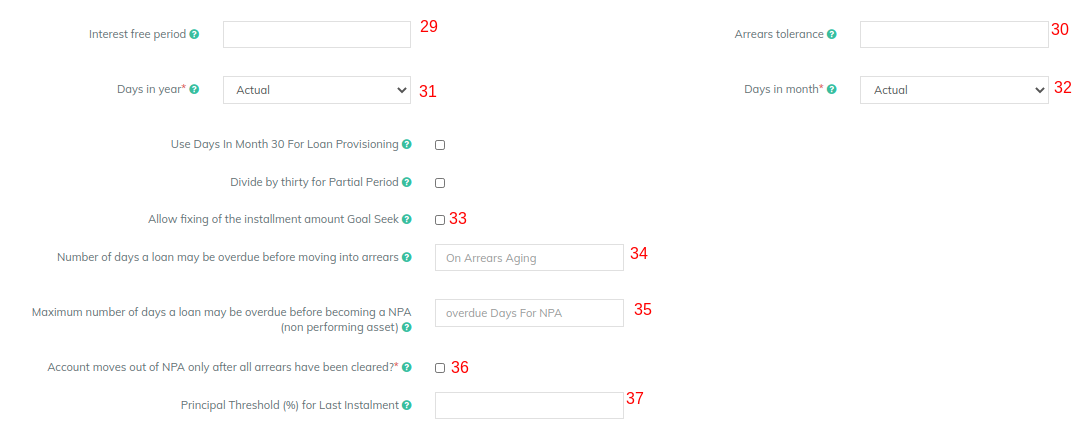 Interest free period ? 29
Arrears tolerance ? 30
Days in year* ? Actual 31
Days in month* ? Actual 32
Use Days In Month 30 For Loan Provisioning ?
Divide by thirty for Partial Period ?
Allow fixing of the installment amount Goal Seek ? 33
Number of days a loan may be overdue before moving into arrears ? On Arrears Aging 34
Maximum number of days a loan may be overdue before becoming a NPA
(non performing asset) ? overdue Days For NPA 35
Account moves out of NPA only after all arrears have been cleared?* ? 36
Principal Threshold (%) for Last Instalment ? 37